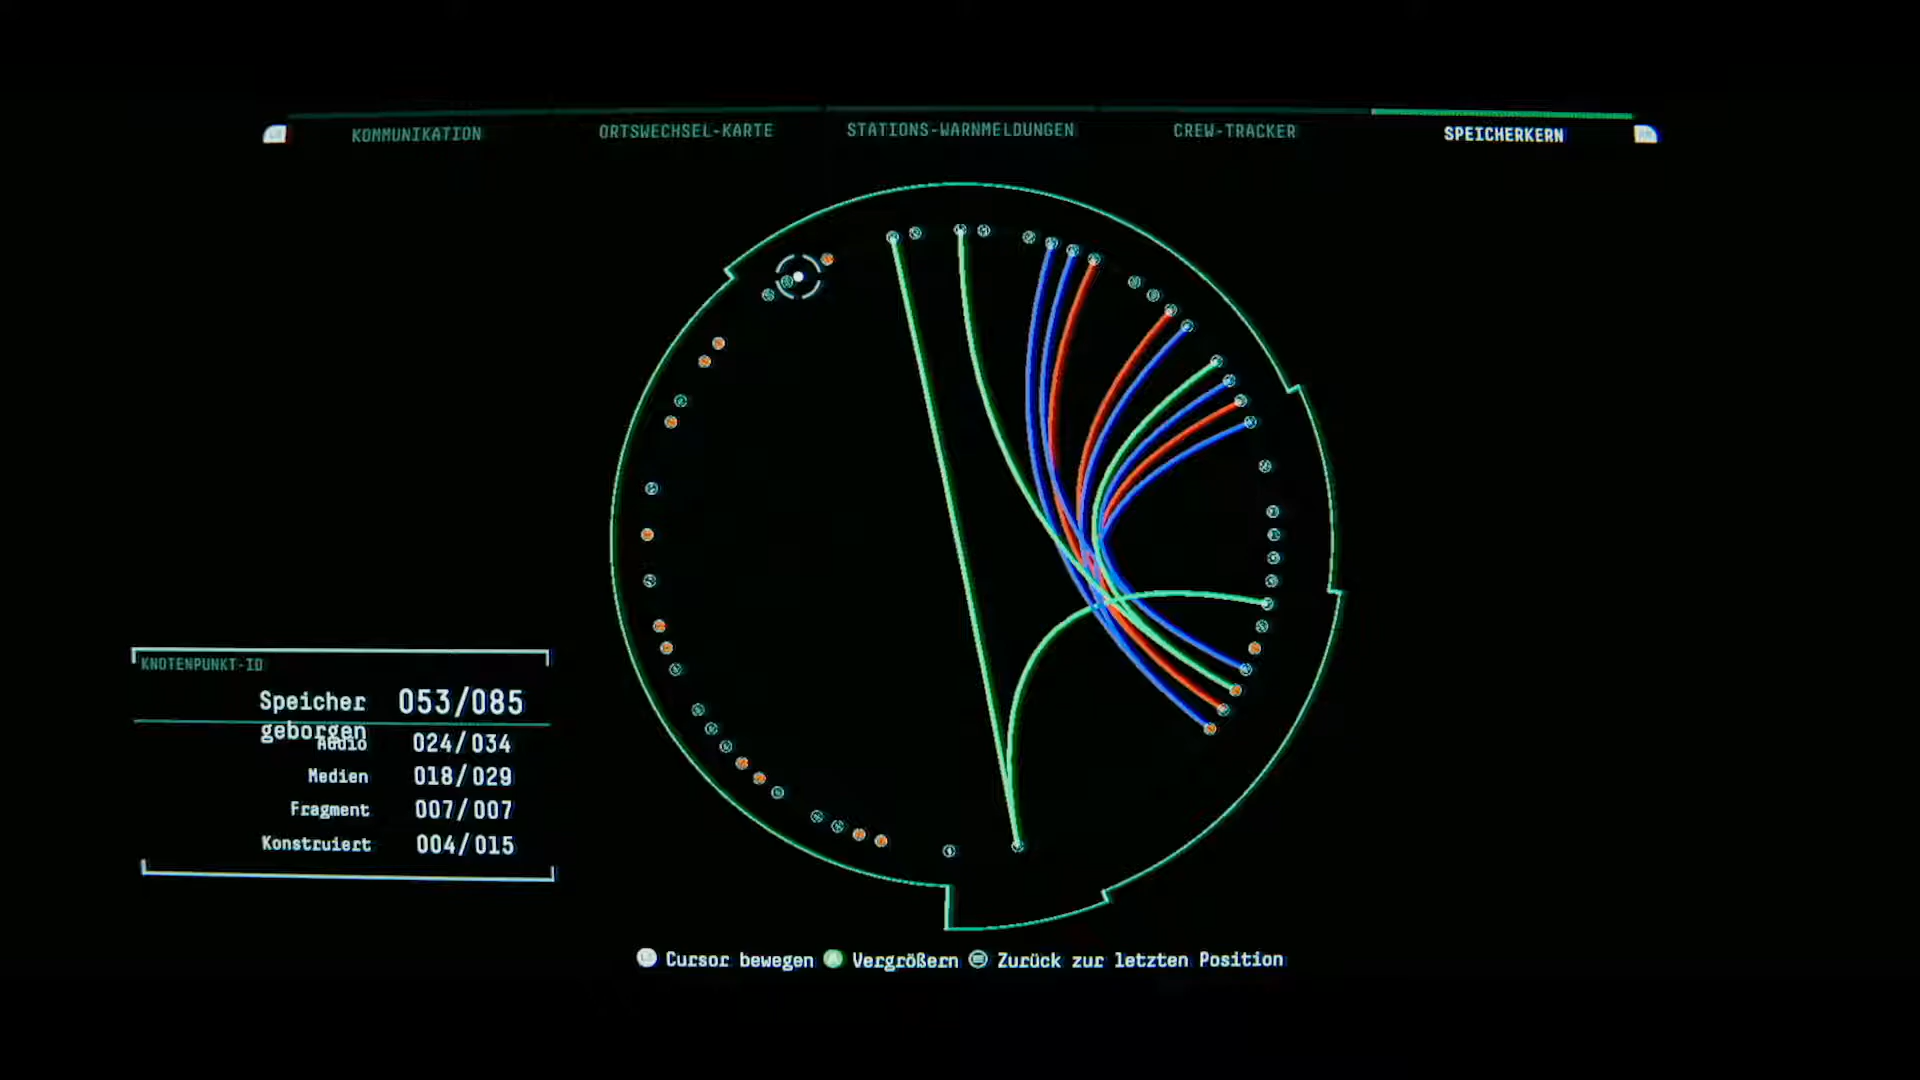 KOMMUNIKATION
ORTSWECHSEL-KARTE
STATIONS-WARNMELDUNGEN
CREW-TRACKER
SPEICHERKERN
KNOTENPUNKT-ID
Speicher geborgen 053/085
Audio 024/034
Medien 018/029
Fragment 007/007
Konstruiert 004/015
Cursor bewegen A Vergrößern Zurück zur letzten Position